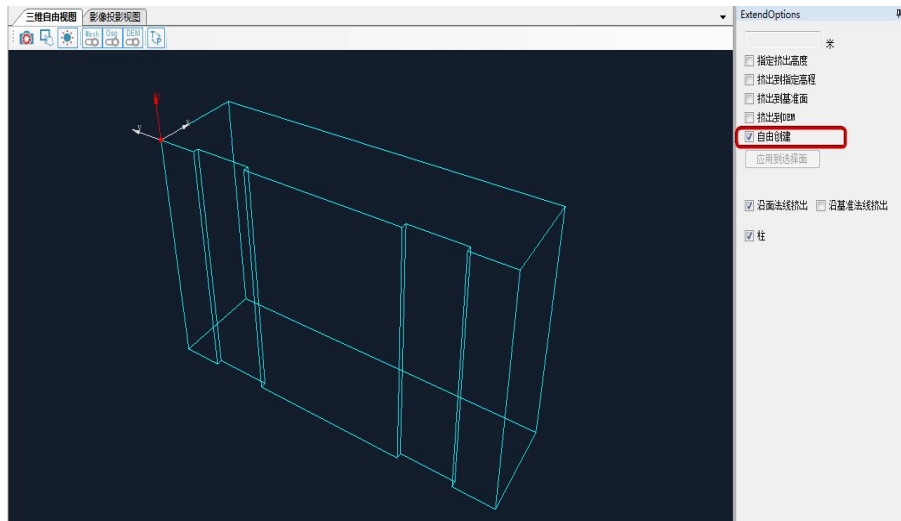 三维自由视图 影像投影视图
Mesh Osg DEM
ExtendOptions
米
指定挤出高度
挤出到指定高程
挤出到基准面
挤出到DEM
自由创建
应用到选择面
沿面法线挤出 沿基准法线挤出
柱
Y X